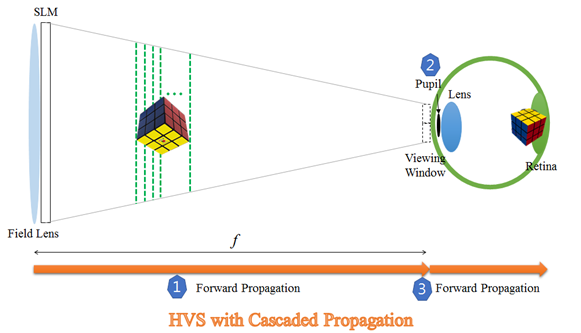 SLM
2
Pupil
Lens
Viewing
Window
Retina
Field Lens
f
1 Forward Propagation
3 Forward Propagation
HVS with Cascaded Propagation